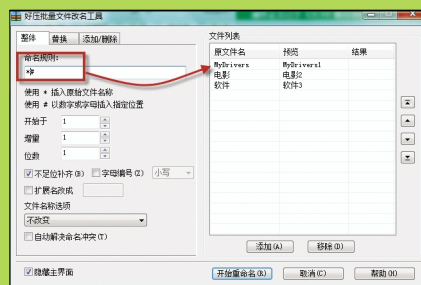 好压批量文件改名工具
整体 替换 添加/删除
命名规则:
*#
使用 * 插入原始文件名称
使用 # 以数字或字母插入指定位置
开始于 1
增量 1
位数 1
不足位补齐(B) 字母编号(Z) 小写
扩展名改成
文件名称选项
不改变
自动解决命名冲突(T)
文件列表
原文件名 预览 结果
MyDrivers MyDrivers1
电影 电影2
软件 软件3
添加(A) 移除(D)
隐藏主界面 开始重命名(R) 取消(C) 帮助(H)